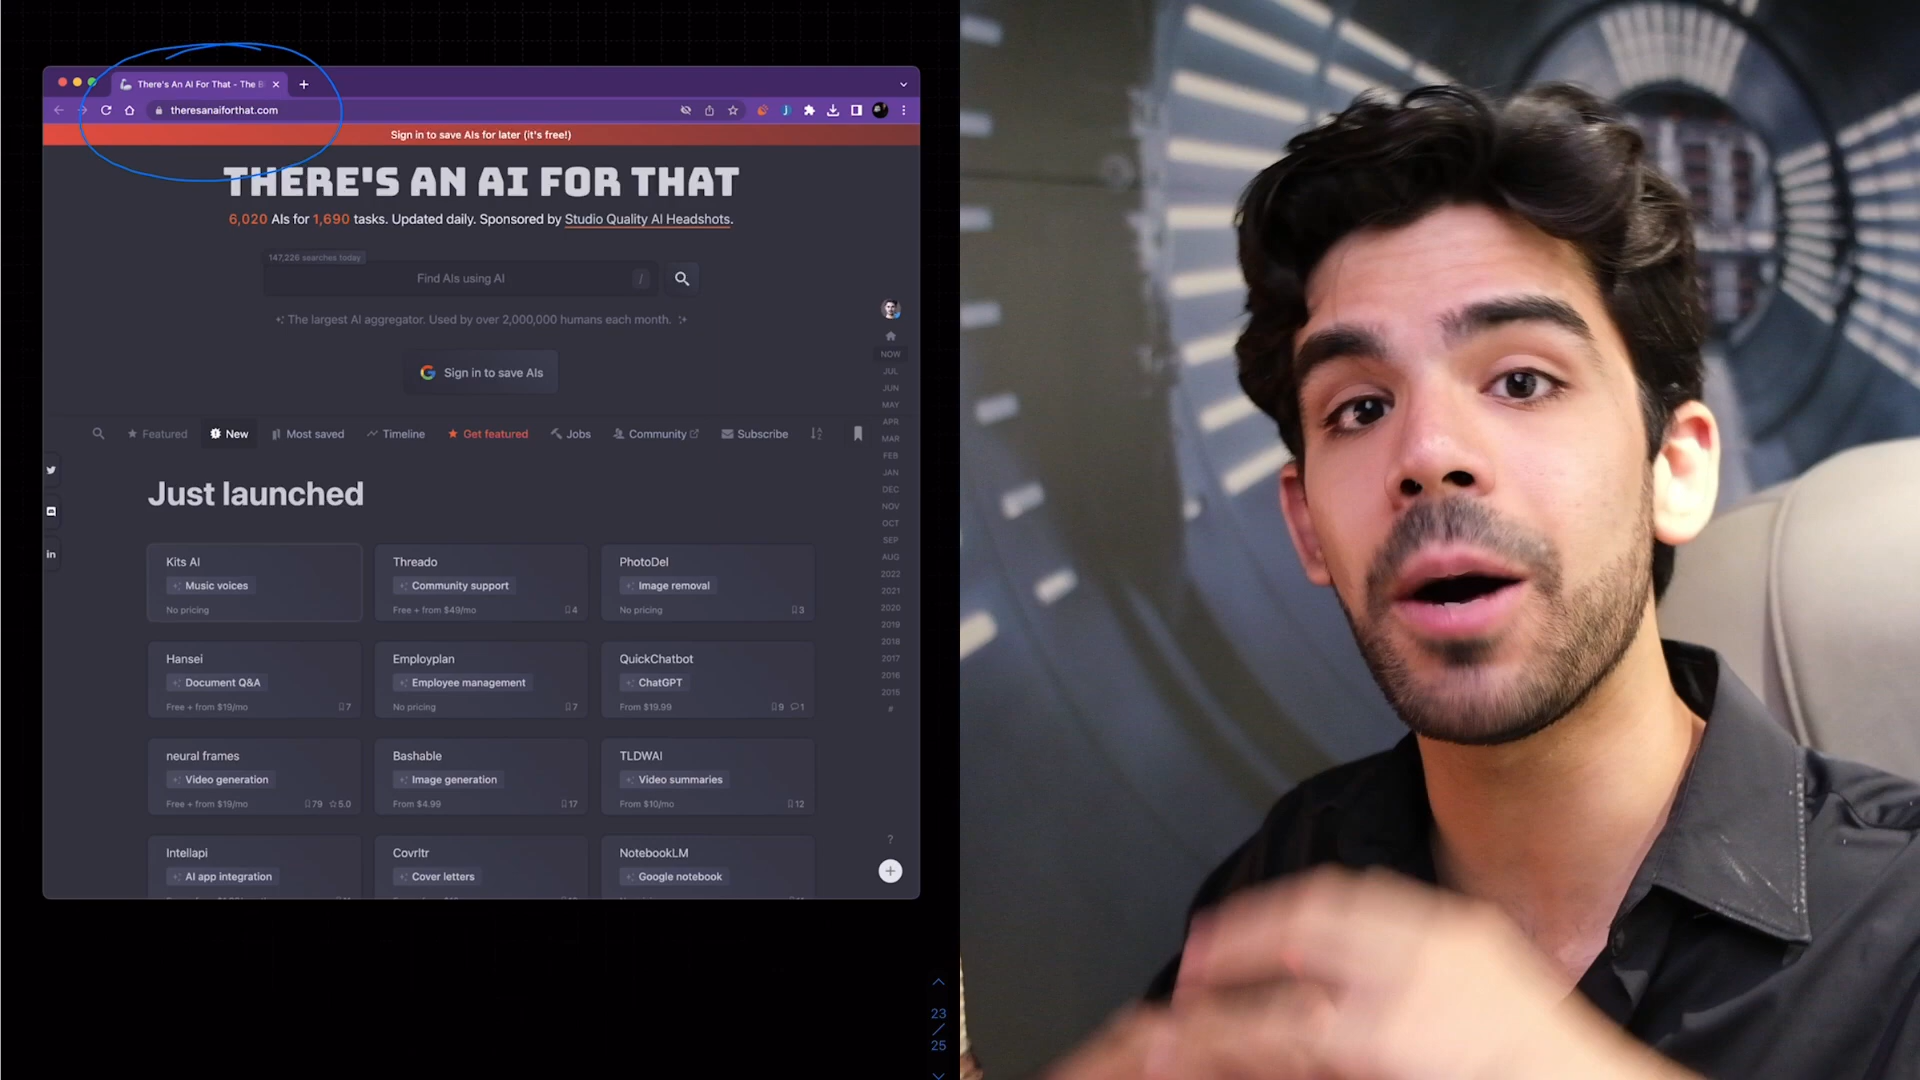 There's An AI For That - The B
theresanaiforthat.com
Sign in to save AIs for later (it's free!)
THERE'S AN AI FOR THAT
6,020 AIs for 1,690 tasks. Updated daily. Sponsored by Studio Quality AI Headshots.
147,226 searches today
Find AIs using AI /
The largest AI aggregator. Used by over 2,000,000 humans each month.
Sign in to save AIs
Featured New Most saved Timeline Get featured Jobs Community Subscribe
Just launched
Kits AI
Music voices
No pricing
Threado
Community support
Free + from $49/mo 4
PhotoDel
Image removal
No pricing 3
Hansei
Document Q&A
Free + from $19/mo 7
Employplan
Employee management
No pricing 7
QuickChatbot
ChatGPT
From $19.99 9 1
neural frames
Video generation
Free + from $19/mo 79 5.0
Bashable
Image generation
From $4.99 17
TLDWAI
Video summaries
From $10/mo 12
Intellapi
AI app integration
Covrltr
Cover letters
NotebookLM
Google notebook
NOW
JUL
JUN
MAY
APR
MAR
FEB
JAN
DEC
NOV
OCT
SEP
AUG
2022
2021
2020
2019
2018
2017
2016
2015
#
?
in
23
/
25